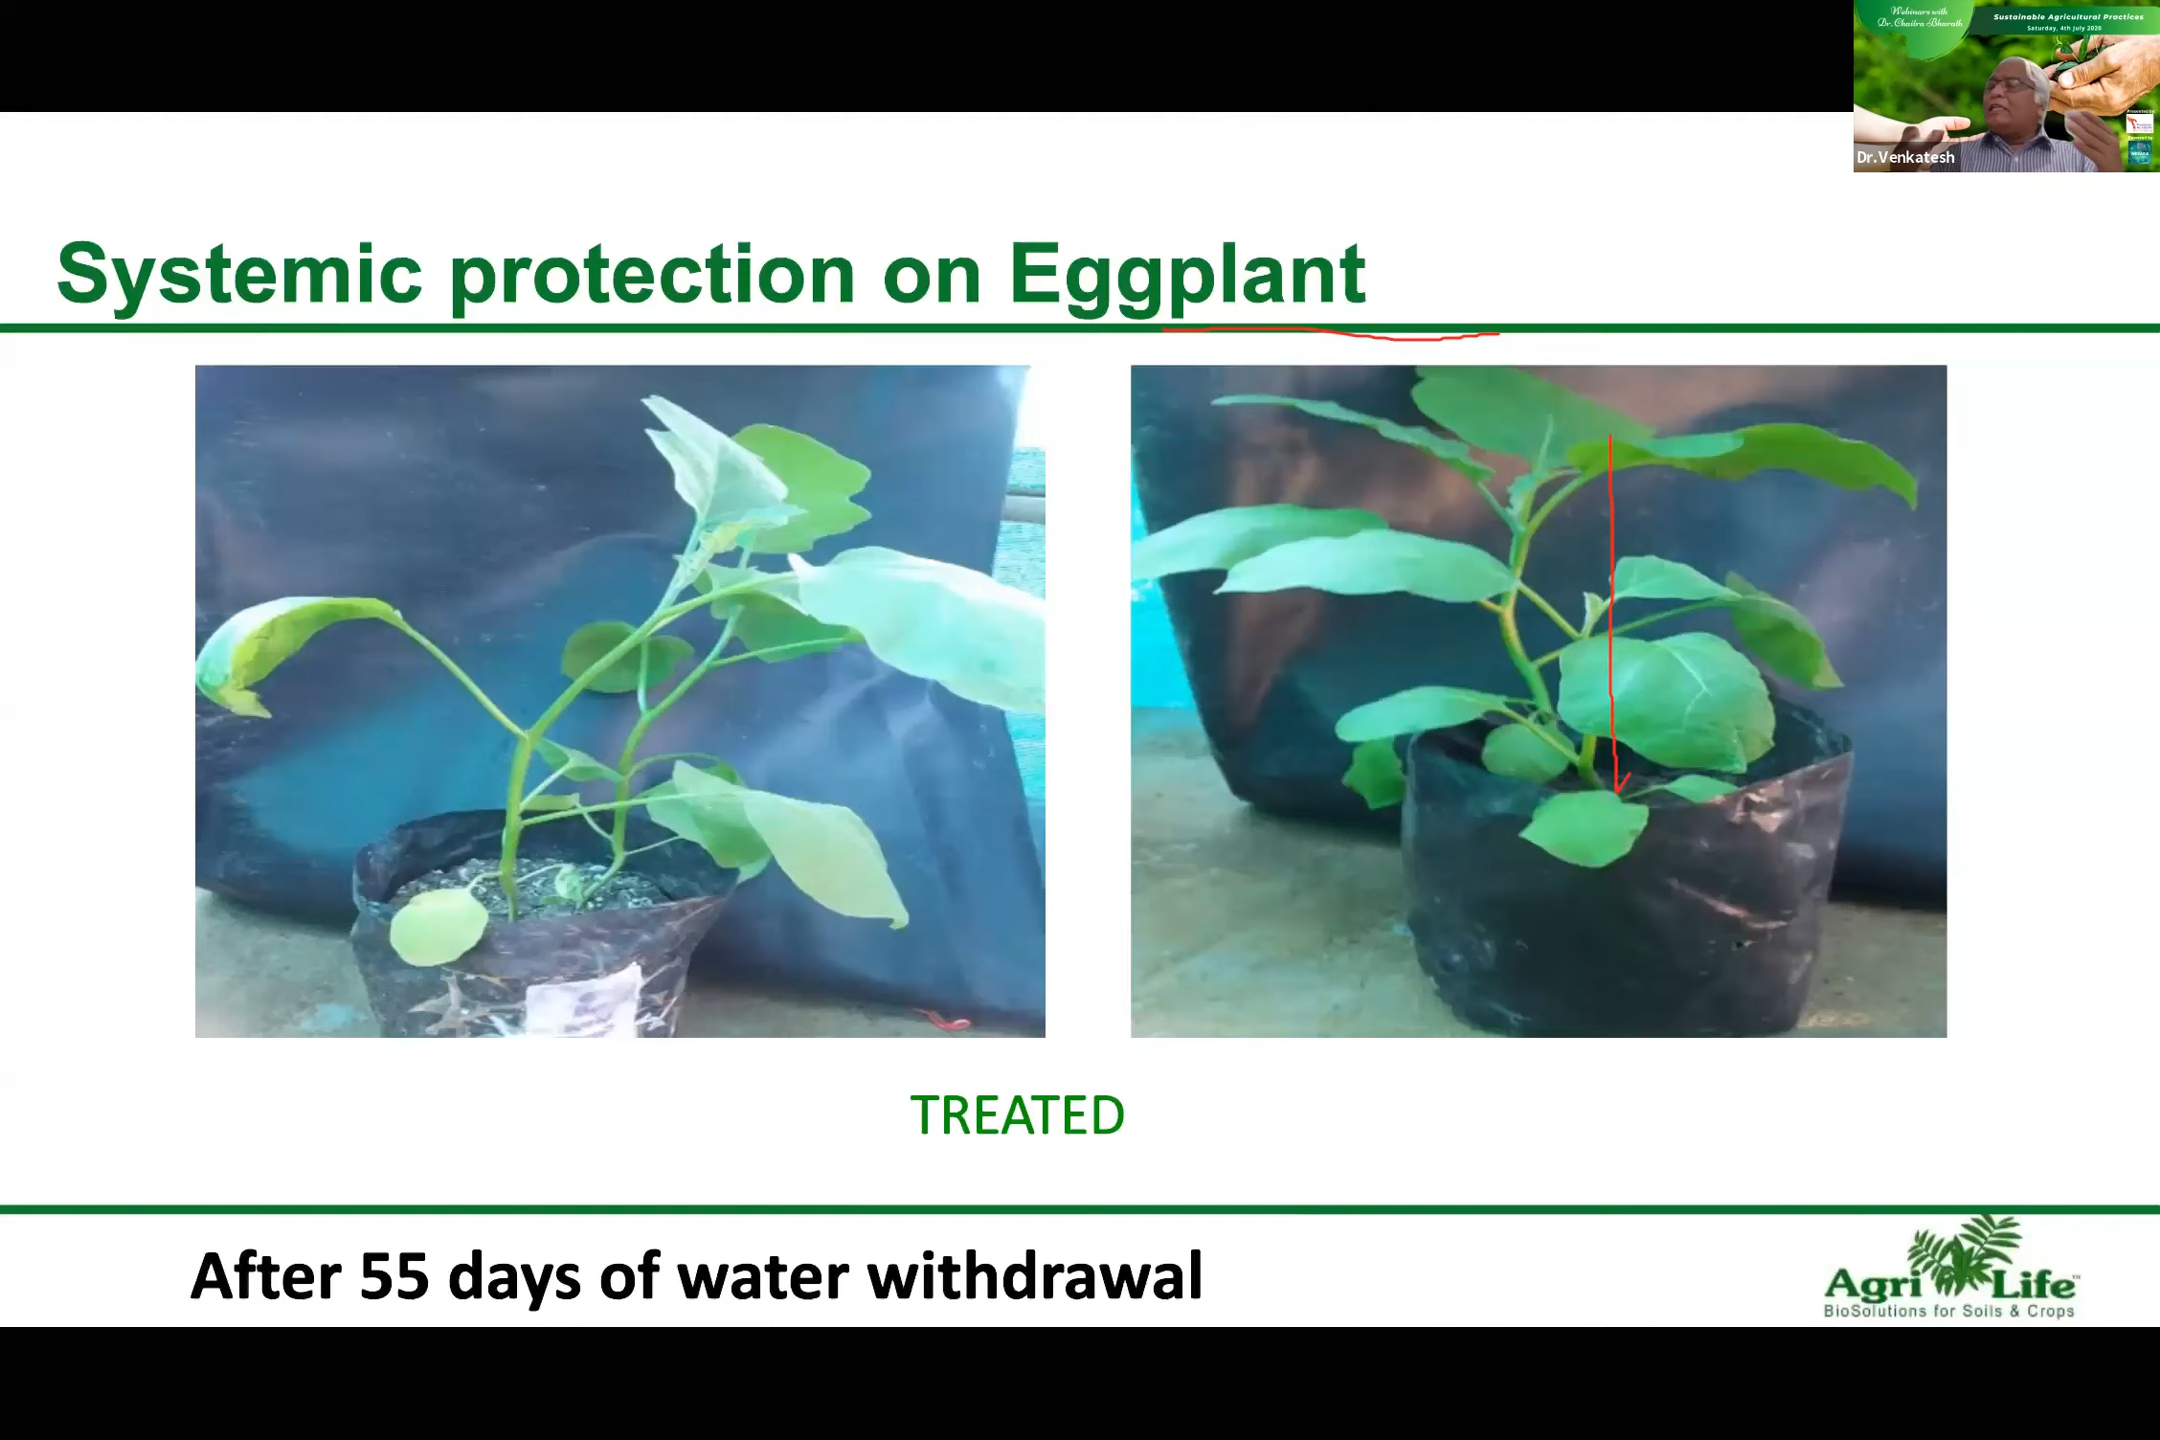 Webinars with
Dr. Chaitra Bharath
Sustainable Agricultural Practices
Saturday, 4th July 2020
Dr.Venkatesh
Systemic protection on Eggplant
TREATED
After 55 days of water withdrawal
Agri Life™
BioSolutions for Soils & Crops